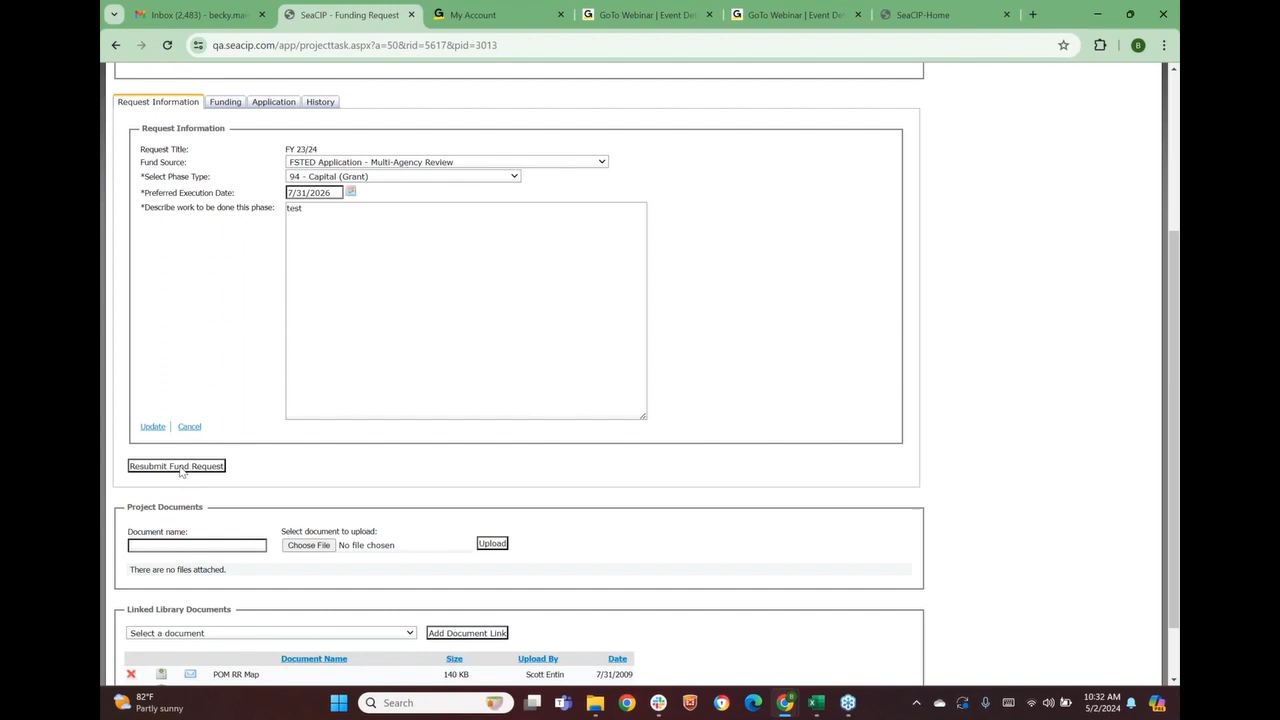 Inbox (2,483) - becky.mai
SeaCIP - Funding Request
My Account
GoTo Webinar | Event De
GoTo Webinar | Event De
SeaCIP-Home
qa.seacip.com/app/projecttask.aspx?a=50&rid=5617&pid=3013
B
Request Information
Funding
Application
History
Request Information
Request Title: FY 23/24
Fund Source: FSTED Application - Multi-Agency Review
*Select Phase Type: 94 - Capital (Grant)
*Preferred Execution Date: 7/31/2026
*Describe work to be done this phase: test
Update | Cancel
Resubmit Fund Request
Project Documents
Document name: Select document to upload:
Choose File No file chosen Upload
There are no files attached.
Linked Library Documents
Select a document Add Document Link
Document Name Size Upload By Date
POM RR Map 140 KB Scott Entin 7/31/2009
82°F
Partly sunny
Search
10:32 AM
5/2/2024